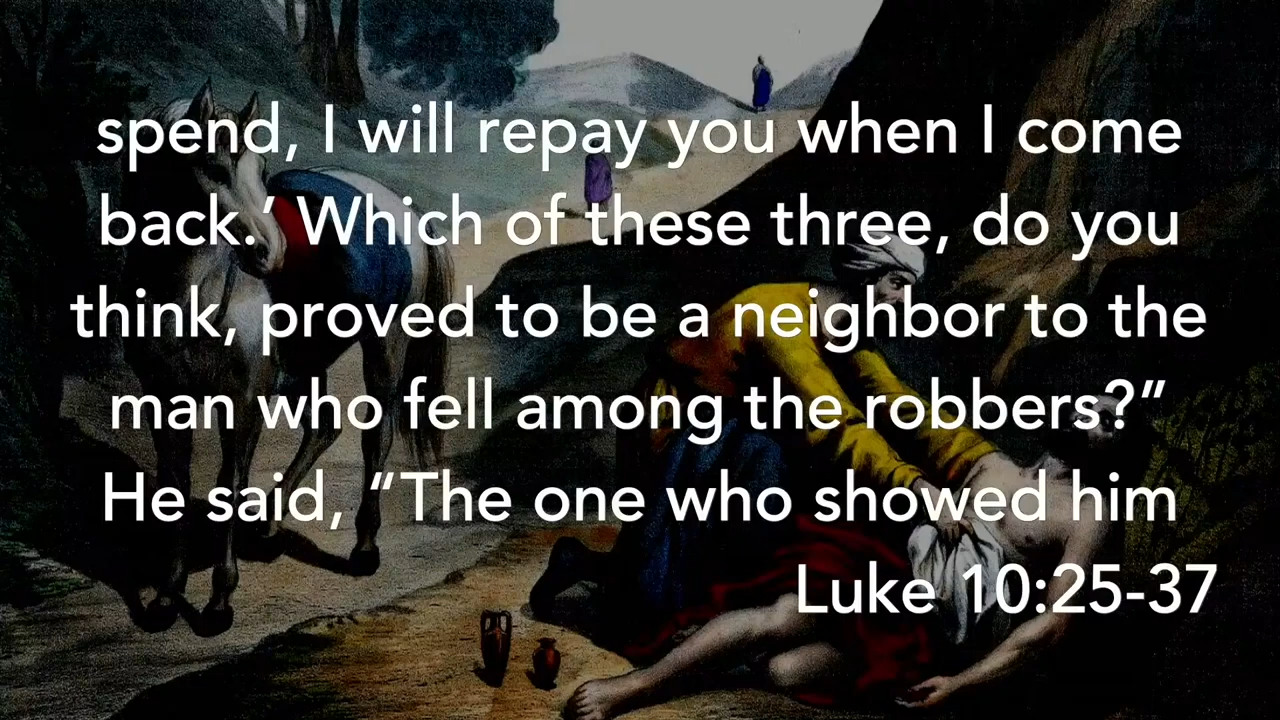 spend, I will repay you when I come
back.’ Which of these three, do you
think, proved to be a neighbor to the
man who fell among the robbers?”
He said, “The one who showed him
Luke 10:25-37